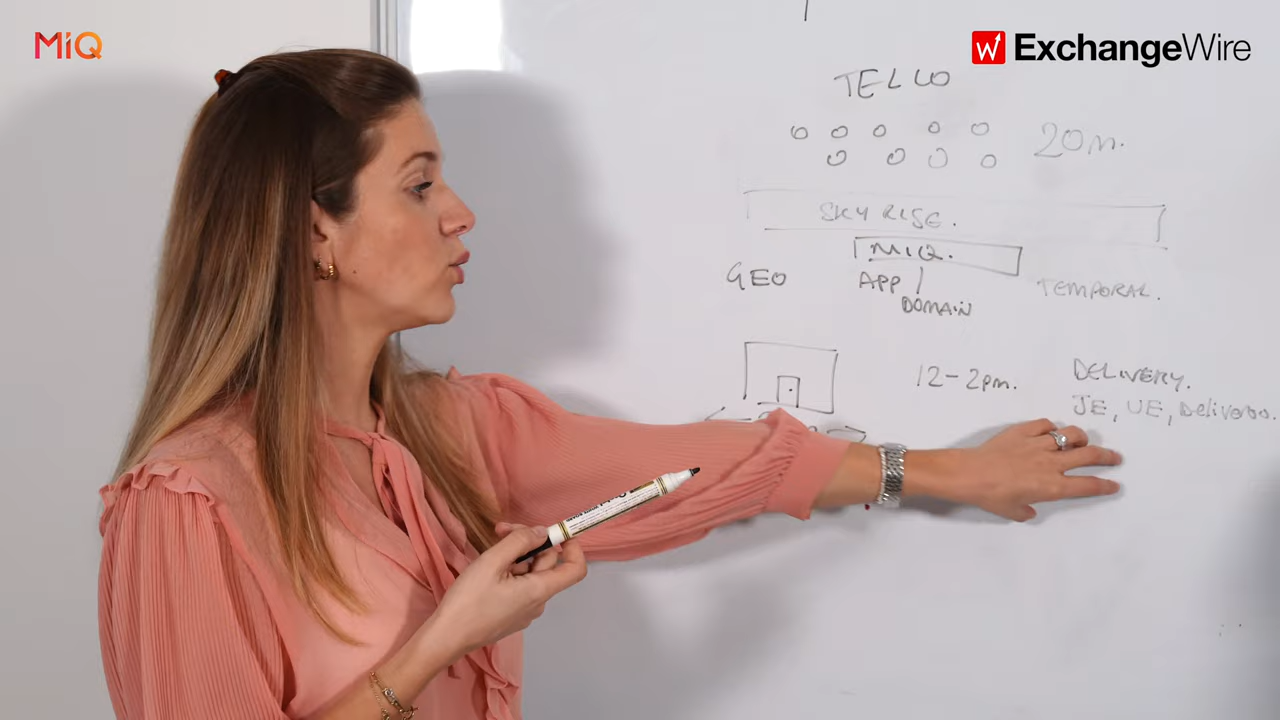 MiQ
ExchangeWire
TELCO
20m.
SKY RISE.
MIQ.
GEO
APP
DOMAIN
TEMPORAL.
12-2pm.
DELIVERY.
JE, UE, Deliveroo.